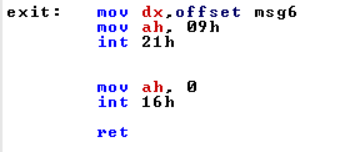 exit: mov dx,offset msg6
mov ah, 09h
int 21h
mov ah, 0
int 16h
ret